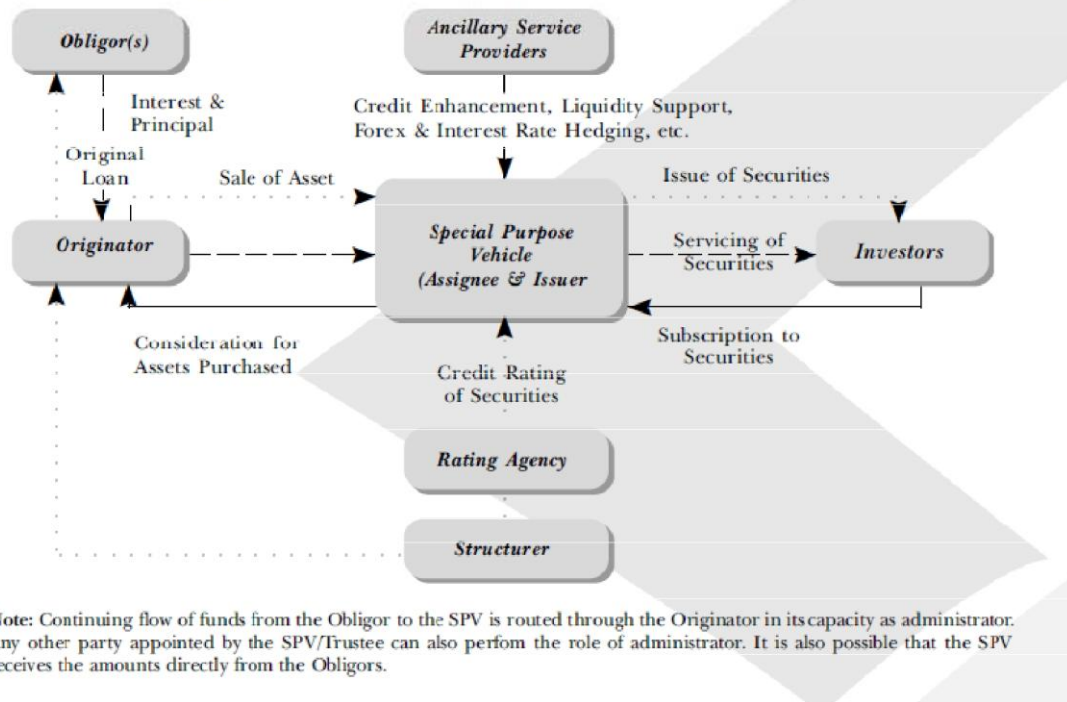 Obligor(s)
Ancillary Service
Providers
Interest &
Principal
Credit Enhancement, Liquidity Support,
Forex & Interest Rate Hedging, etc.
Original
Loan
Sale of Asset
Issue of Securities
Originator
Special Purpose
Vehicle
(Assignee & Issuer
Servicing of
Securities
Investors
Consideration for
Assets Purchased
Subscription to
Securities
Credit Rating
of Securities
Rating Agency
Structurer
ote: Continuing flow of funds from the Obligor to the SPV is routed through the Originator in its capacity as administrator.
ny other party appointed by the SPV/Trustee can also perfom the role of administrator. It is also possible that the SPV
eceives the amounts directly from the Obligors.